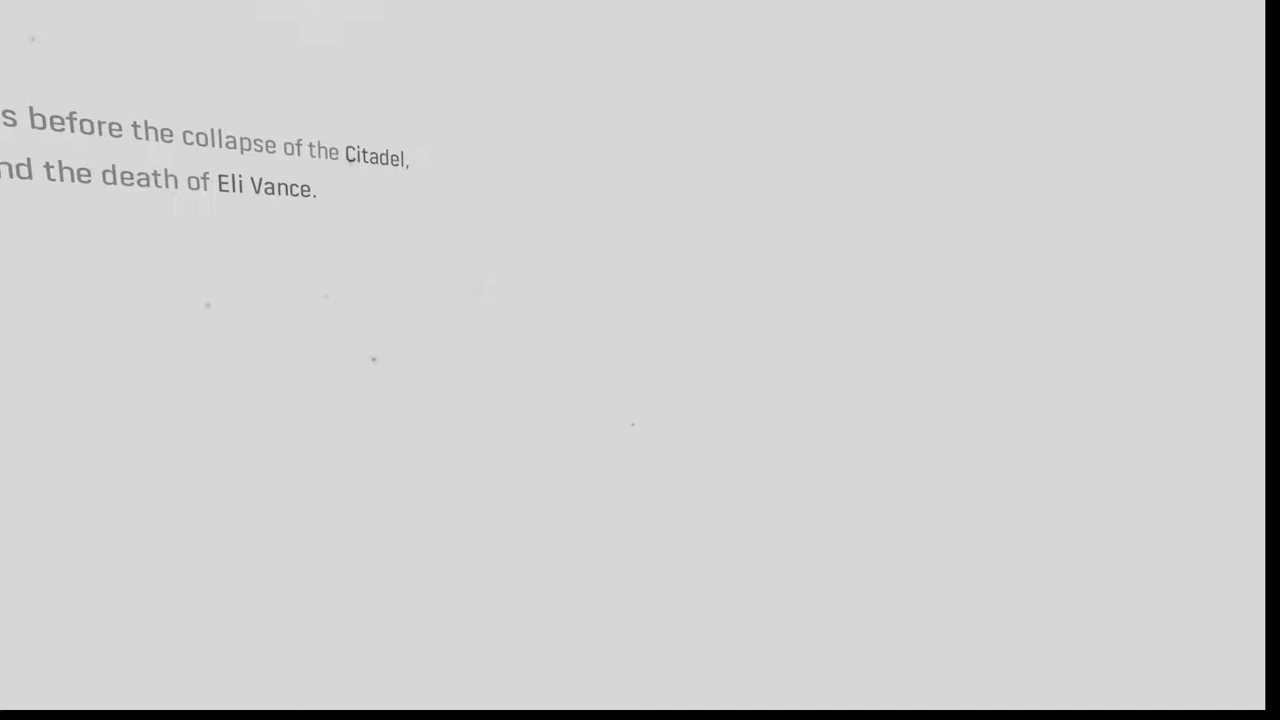 s before the collapse of the Citadel,
nd the death of Eli Vance.